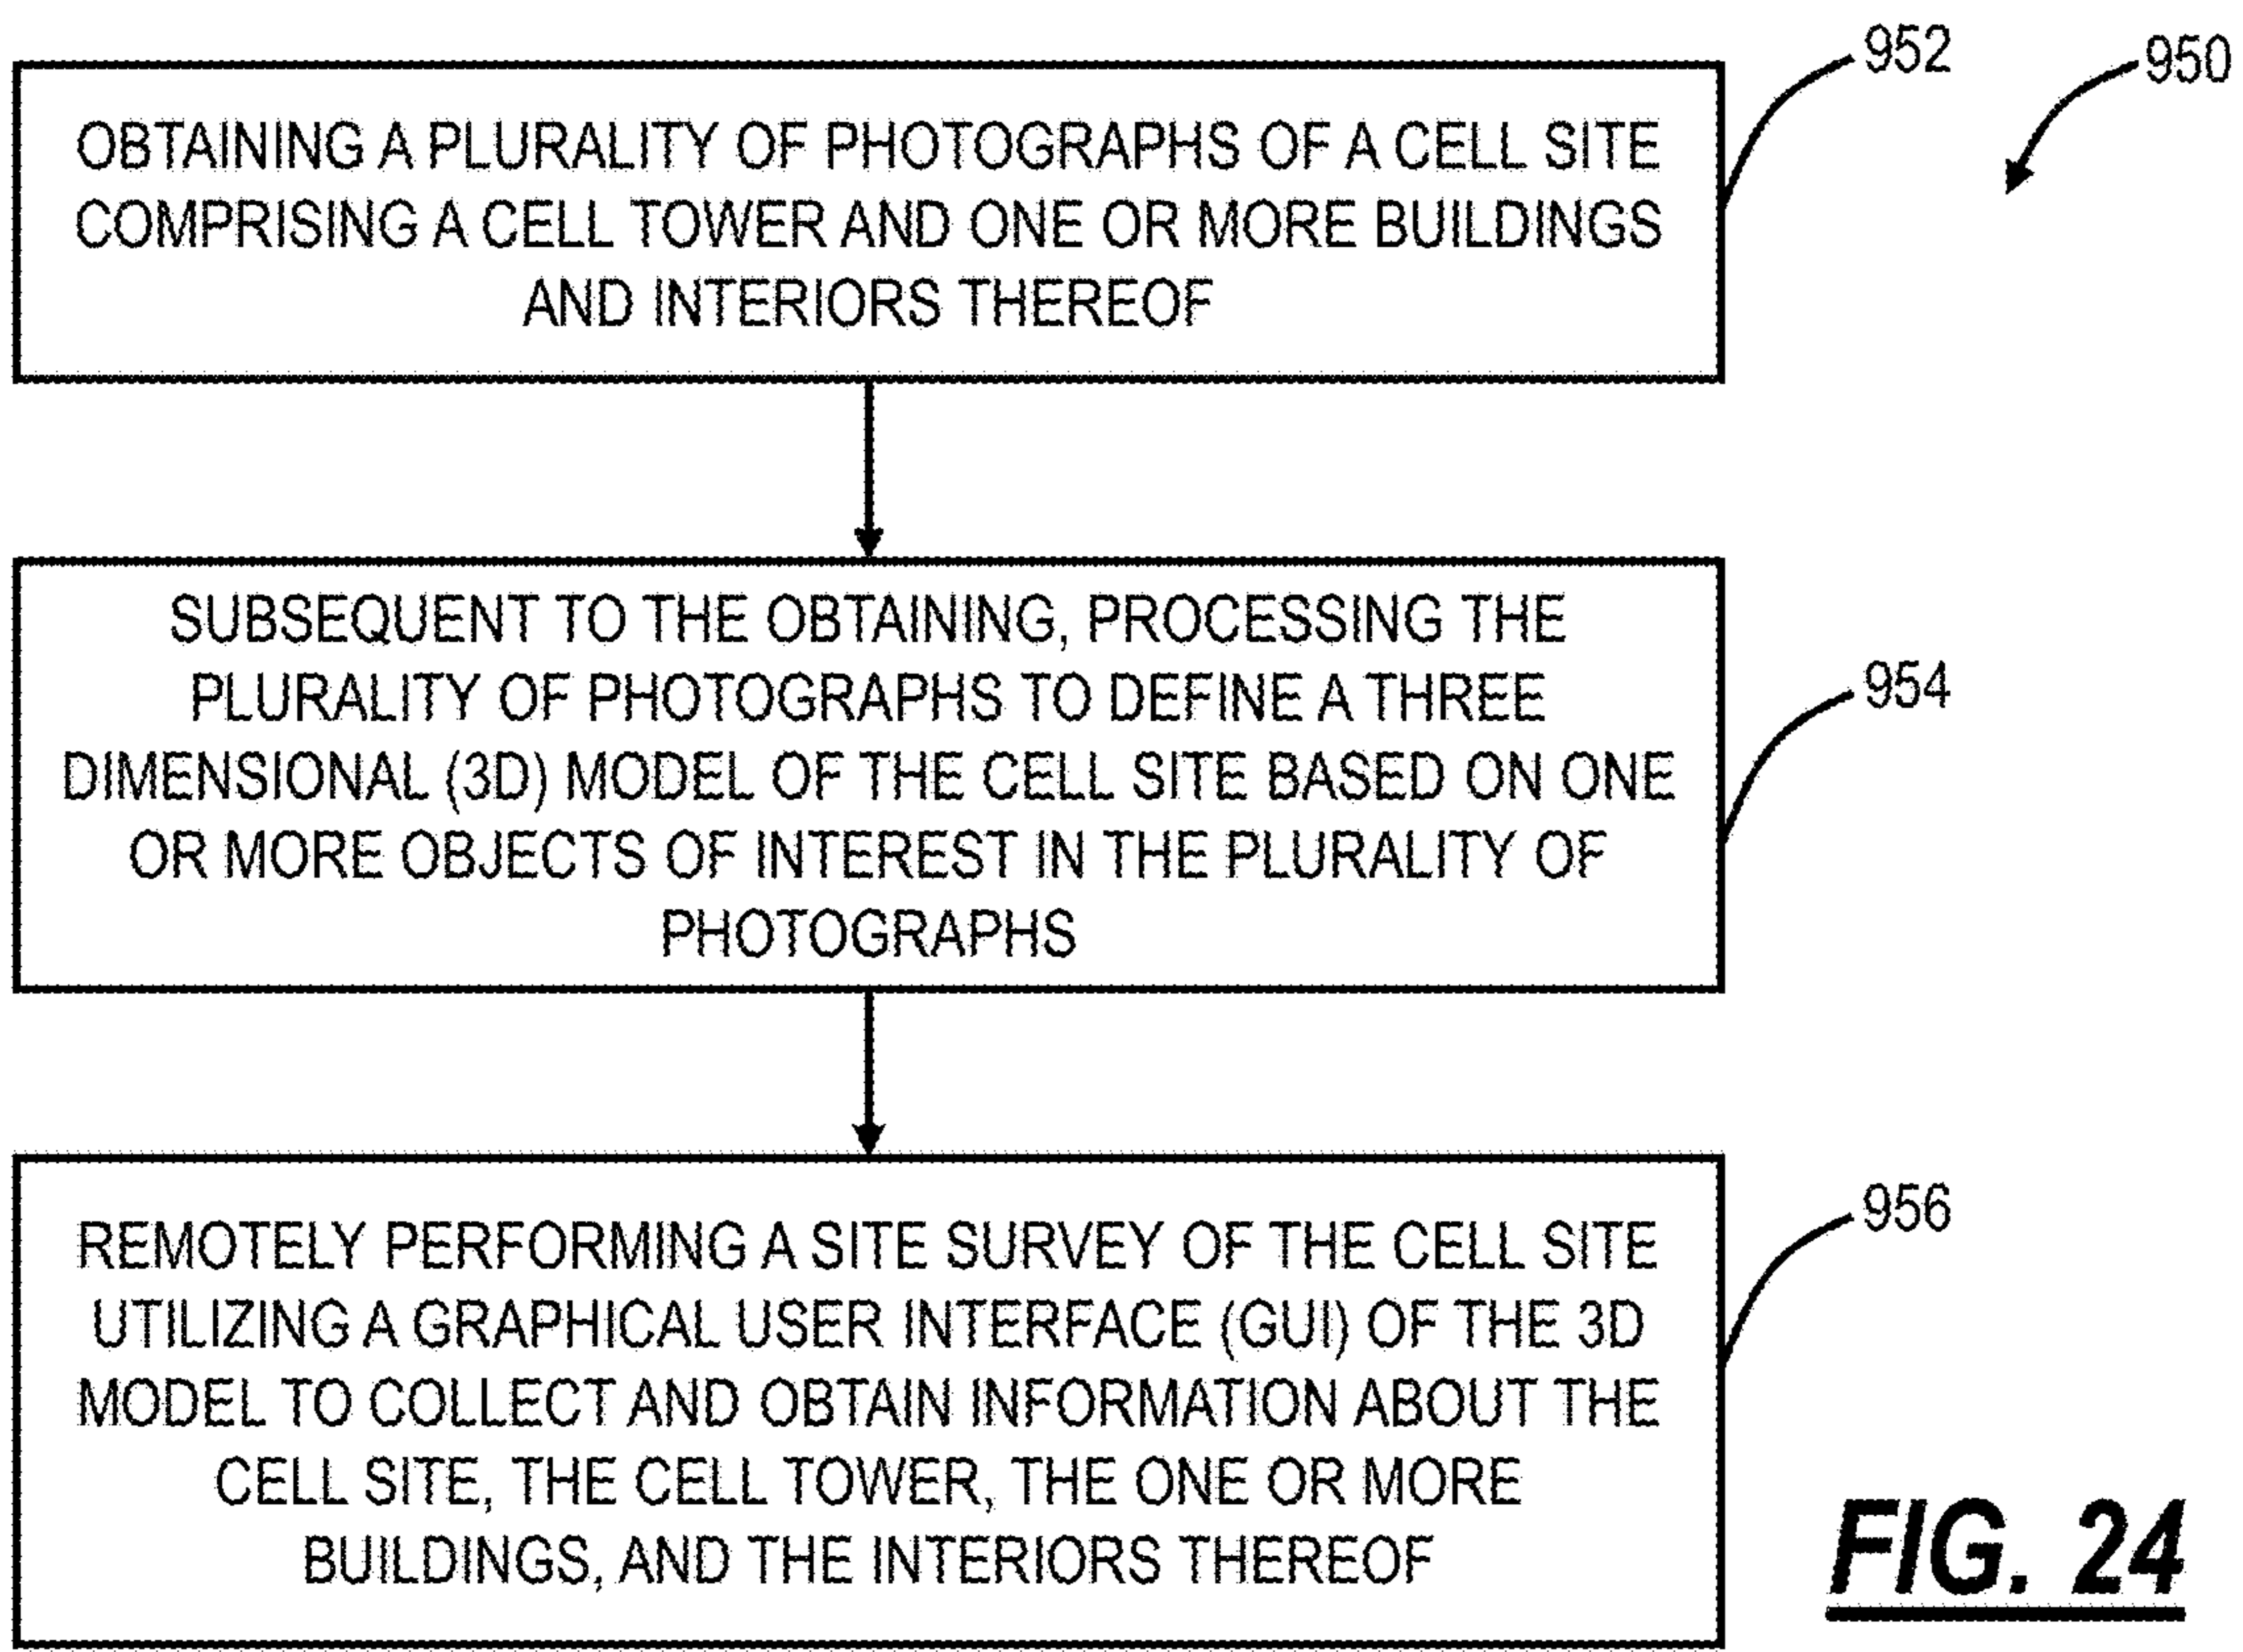 952
950
OBTAINING A PLURALITY OF PHOTOGRAPHS OF A CELL SITE
COMPRISING A CELL TOWER AND ONE OR MORE BUILDINGS
AND INTERIORS THEREOF
SUBSEQUENT TO THE OBTAINING, PROCESSING THE
PLURALITY OF PHOTOGRAPHS TO DEFINE A THREE
DIMENSIONAL (3D) MODEL OF THE CELL SITE BASED ON ONE
OR MORE OBJECTS OF INTEREST IN THE PLURALITY OF
PHOTOGRAPHS
954
REMOTELY PERFORMING A SITE SURVEY OF THE CELL SITE
UTILIZING A GRAPHICAL USER INTERFACE (GUI) OF THE 3D
MODEL TO COLLECT AND OBTAIN INFORMATION ABOUT THE
CELL SITE, THE CELL TOWER, THE ONE OR MORE
BUILDINGS, AND THE INTERIORS THEREOF
956
FIG. 24